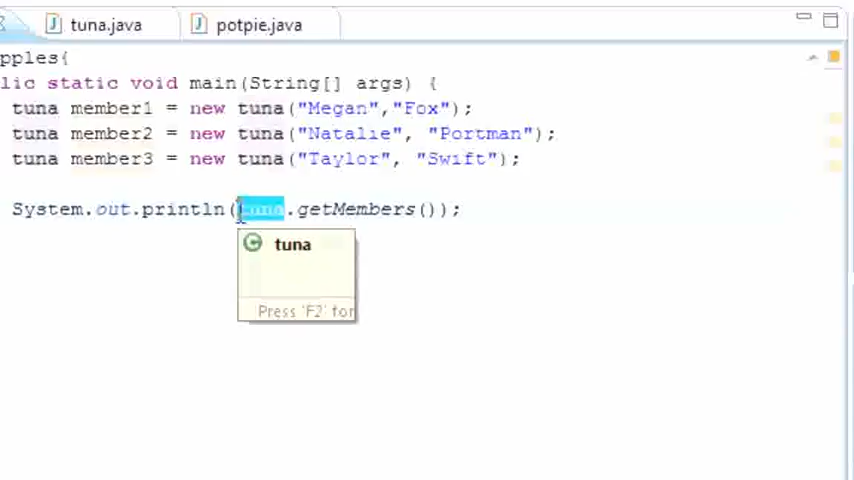 tuna.java potpie.java
pples{
lic static void main(String[] args) {
tuna member1 = new tuna("Megan","Fox");
tuna member2 = new tuna("Natalie", "Portman");
tuna member3 = new tuna("Taylor", "Swift");
System.out.println(tuna.getMembers());
tuna
Press 'F2' for